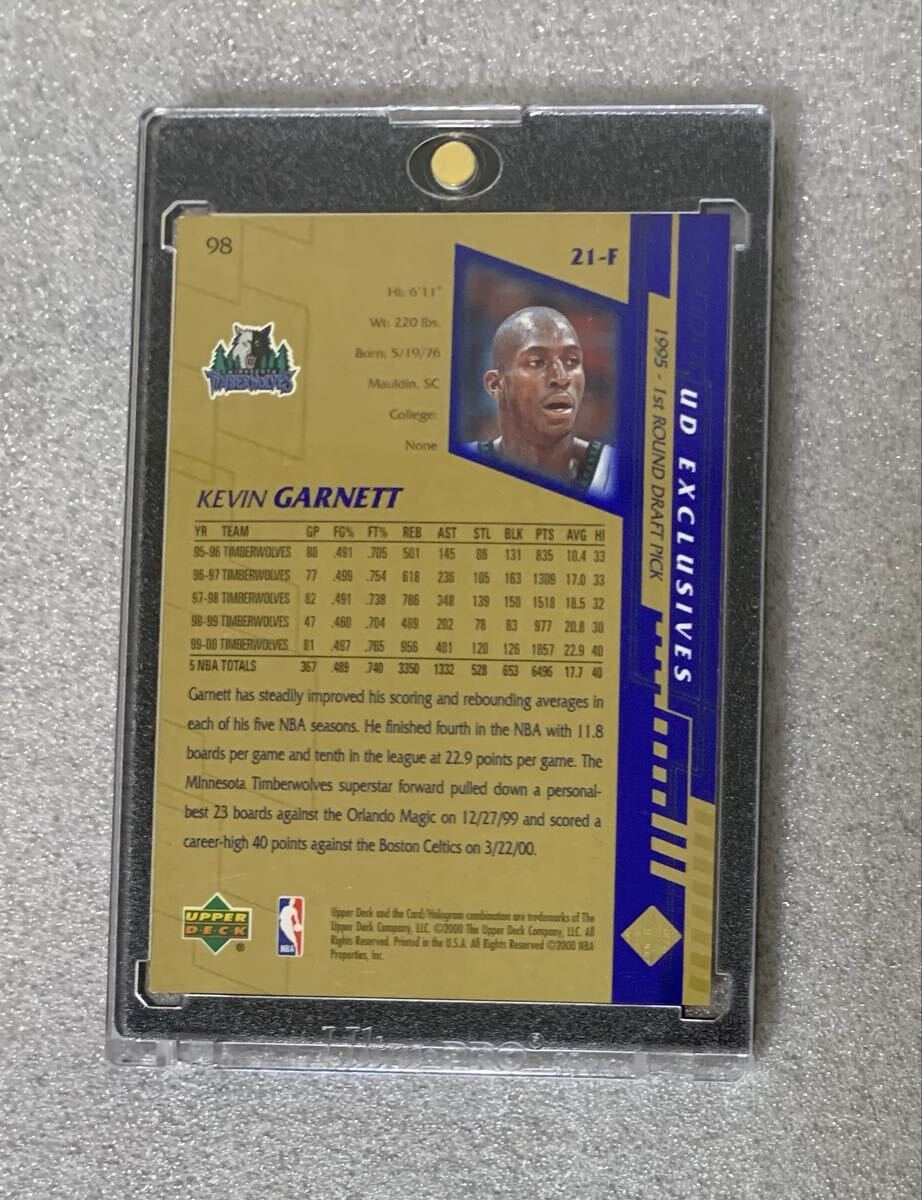 98
21-F
Ht: 6'11"
Wt: 220 lbs.
Born: 5/19/76
Mauldin, SC
College:
None
MINNESOTA
TIMBERWOLVES
UD EXCLUSIVES
1995 - 1st ROUND DRAFT PICK
KEVIN GARNETT
YR TEAM GP FG% FT% REB AST STL BLK PTS AVG HI
95-96 TIMBERWOLVES 80 .491 .705 501 145 86 131 835 10.4 33
96-97 TIMBERWOLVES 77 .499 .754 618 236 105 163 1309 17.0 33
97-98 TIMBERWOLVES 82 .491 .738 786 348 139 150 1518 18.5 32
98-99 TIMBERWOLVES 47 .460 .704 489 202 78 83 977 20.8 30
99-00 TIMBERWOLVES 81 .497 .765 956 401 120 126 1857 22.9 40
5 NBA TOTALS 367 .489 .740 3350 1332 528 653 6496 17.7 40
Garnett has steadily improved his scoring and rebounding averages in
each of his five NBA seasons. He finished fourth in the NBA with 11.8
boards per game and tenth in the league at 22.9 points per game. The
MInnesota Timberwolves superstar forward pulled down a personal-
best 23 boards against the Orlando Magic on 12/27/99 and scored a
career-high 40 points against the Boston Celtics on 3/22/00.
UPPER
DECK
®
NBA
Upper Deck and the Card/Hologram combination are trademarks of The
Upper Deck Company, LLC. ©2000 The Upper Deck Company, LLC. All
Rights Reserved. Printed in the U.S.A. All Rights Reserved ©2000 NBA
Properties, Inc.
Ultra PRO